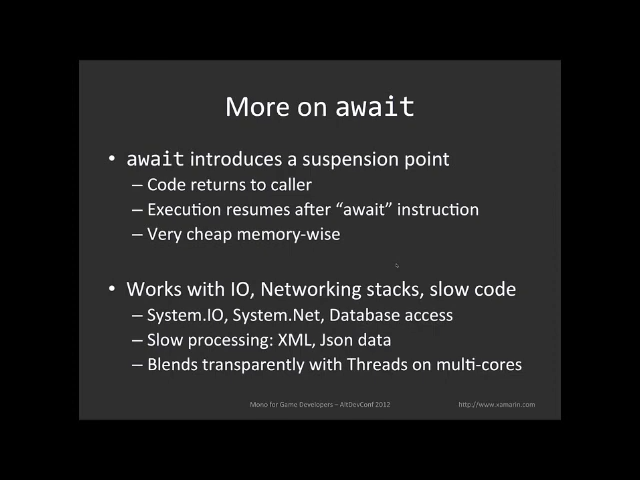 More on await
• await introduces a suspension point
– Code returns to caller
– Execution resumes after “await” instruction
– Very cheap memory-wise
• Works with IO, Networking stacks, slow code
– System.IO, System.Net, Database access
– Slow processing: XML, Json data
– Blends transparently with Threads on multi-cores
Mono for Game Developers – AltDevConf 2012 http://www.xamarin.com